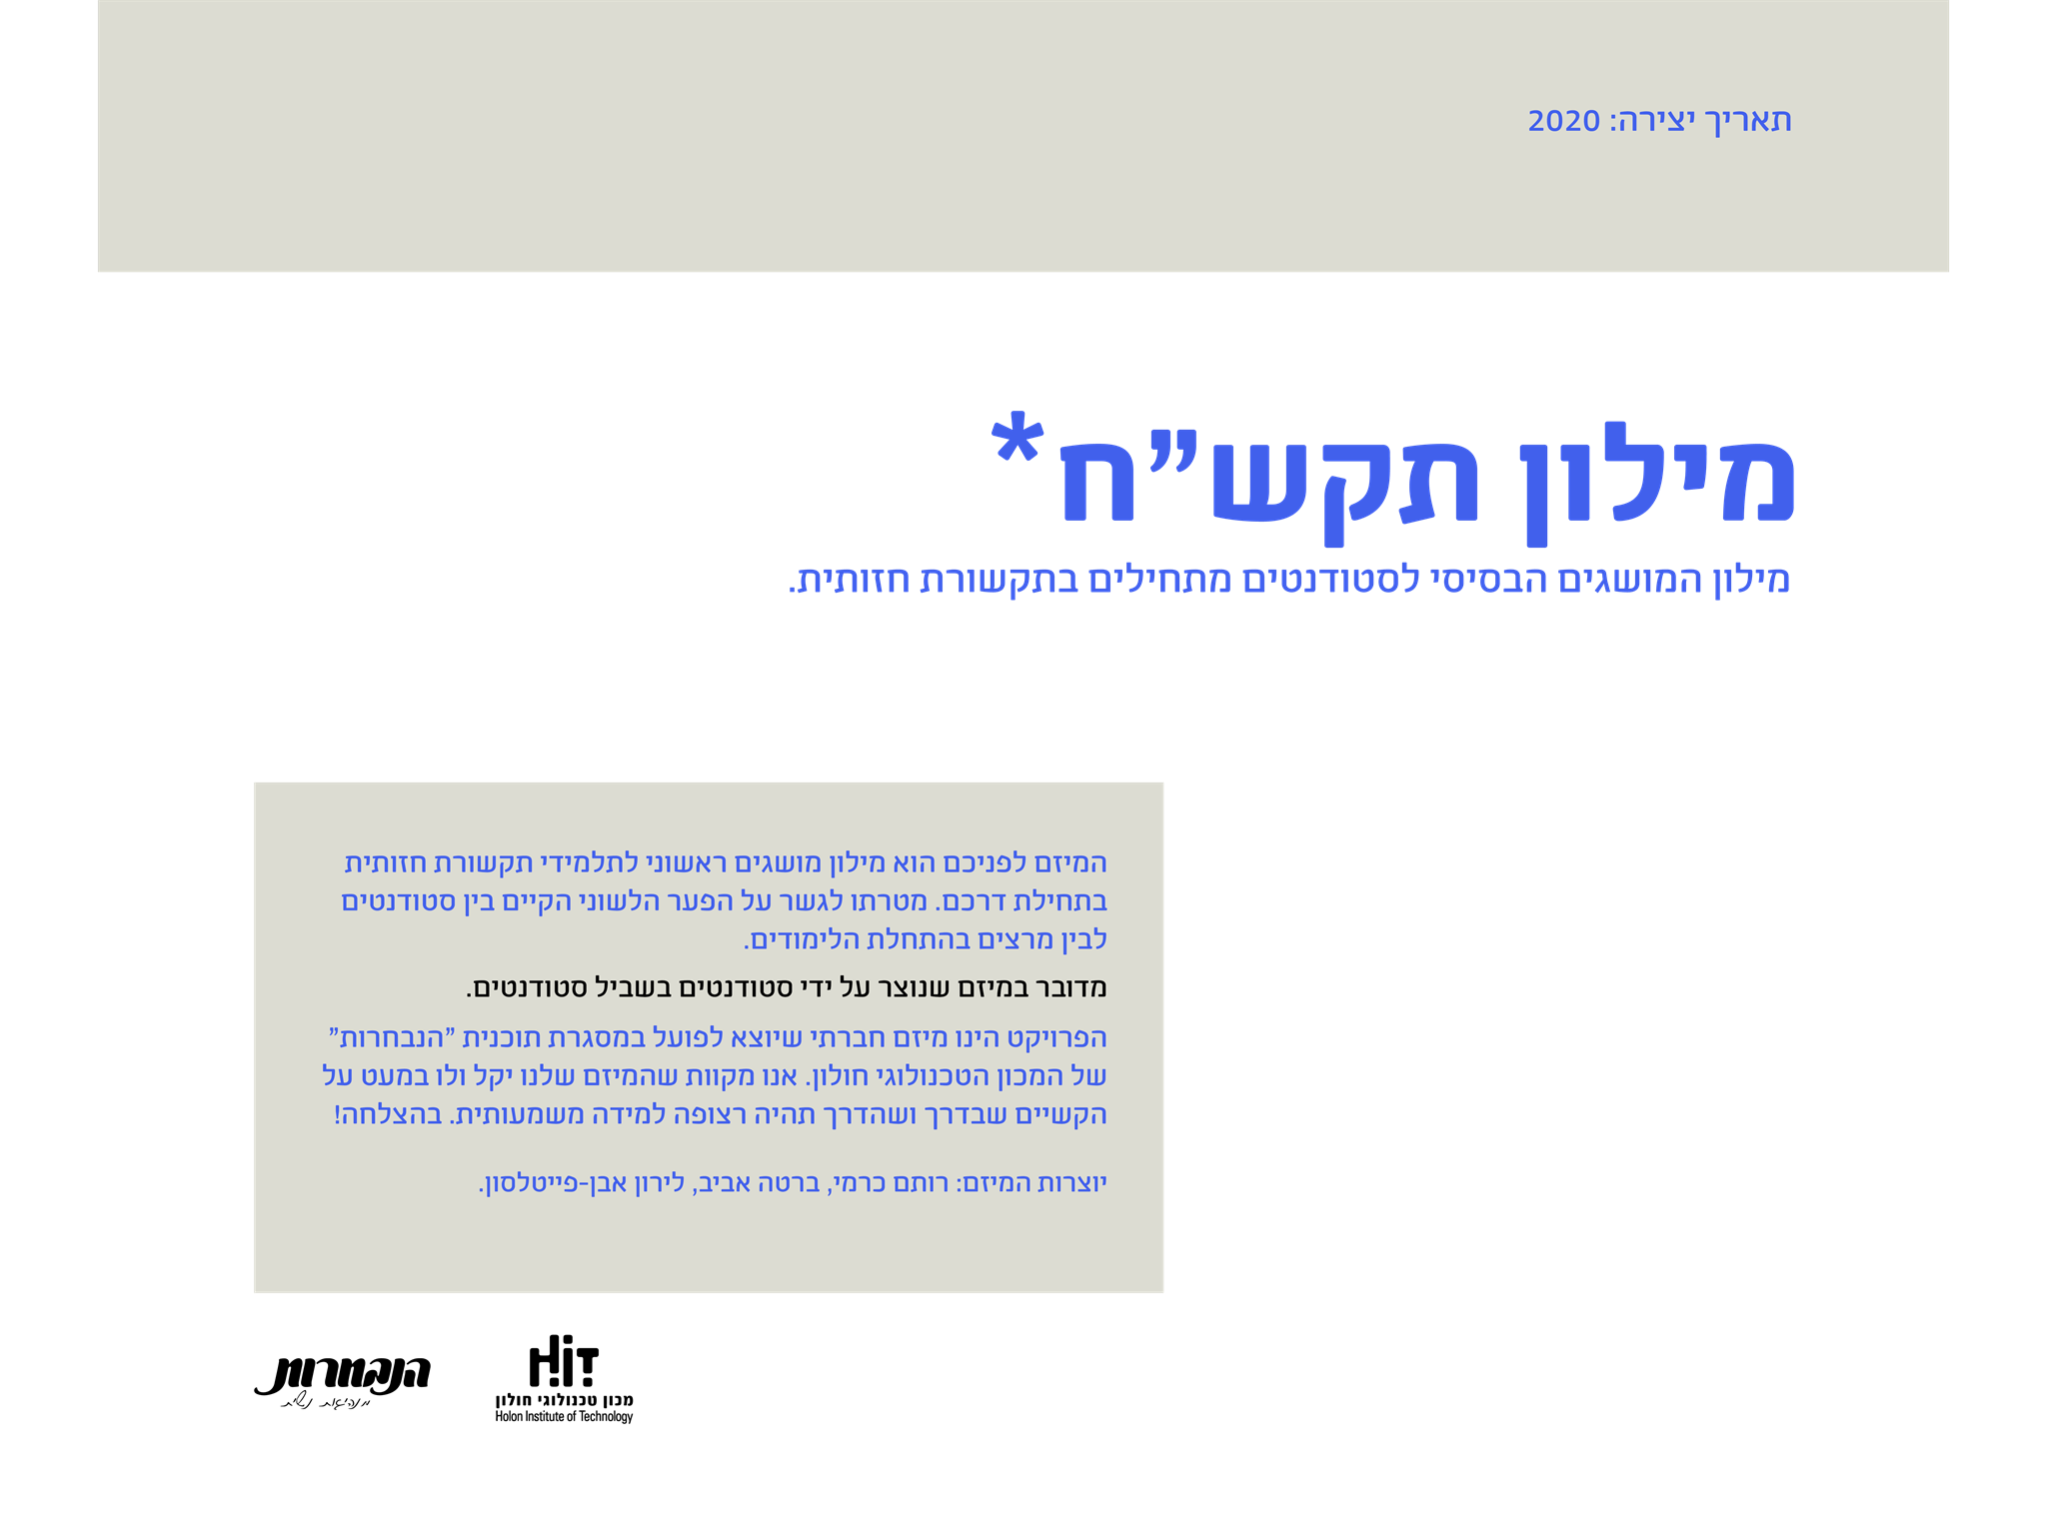 תאריך יצירה: 2020
מילון תקש"ח*
מילון המושגים הבסיסי לסטודנטים מתחילים בתקשורת חזותית.
המיזם לפניכם הוא מילון מושגים ראשוני לתלמידי תקשורת חזותית
בתחילת דרכם. מטרתו לגשר על הפער הלשוני הקיים בין סטודנטים
לבין מרצים בהתחלת הלימודים.
מדובר במיזם שנוצר על ידי סטודנטים בשביל סטודנטים.
הפרויקט הינו מיזם חברתי שיוצא לפועל במסגרת תוכנית "הנבחרות"
של המכון הטכנולוגי חולון. אנו מקוות שהמיזם שלנו יקל ולו במעט על
הקשיים שבדרך ושהדרך תהיה רצופה למידה משמעותית. בהצלחה!
יוצרות המיזם: רותם כרמי, ברטה אביב, לירון אבן-פייטלסון.
HiT
מכון טכנולוגי חולון
Holon Institute of Technology
הנבחרות
מנהיגות נשית